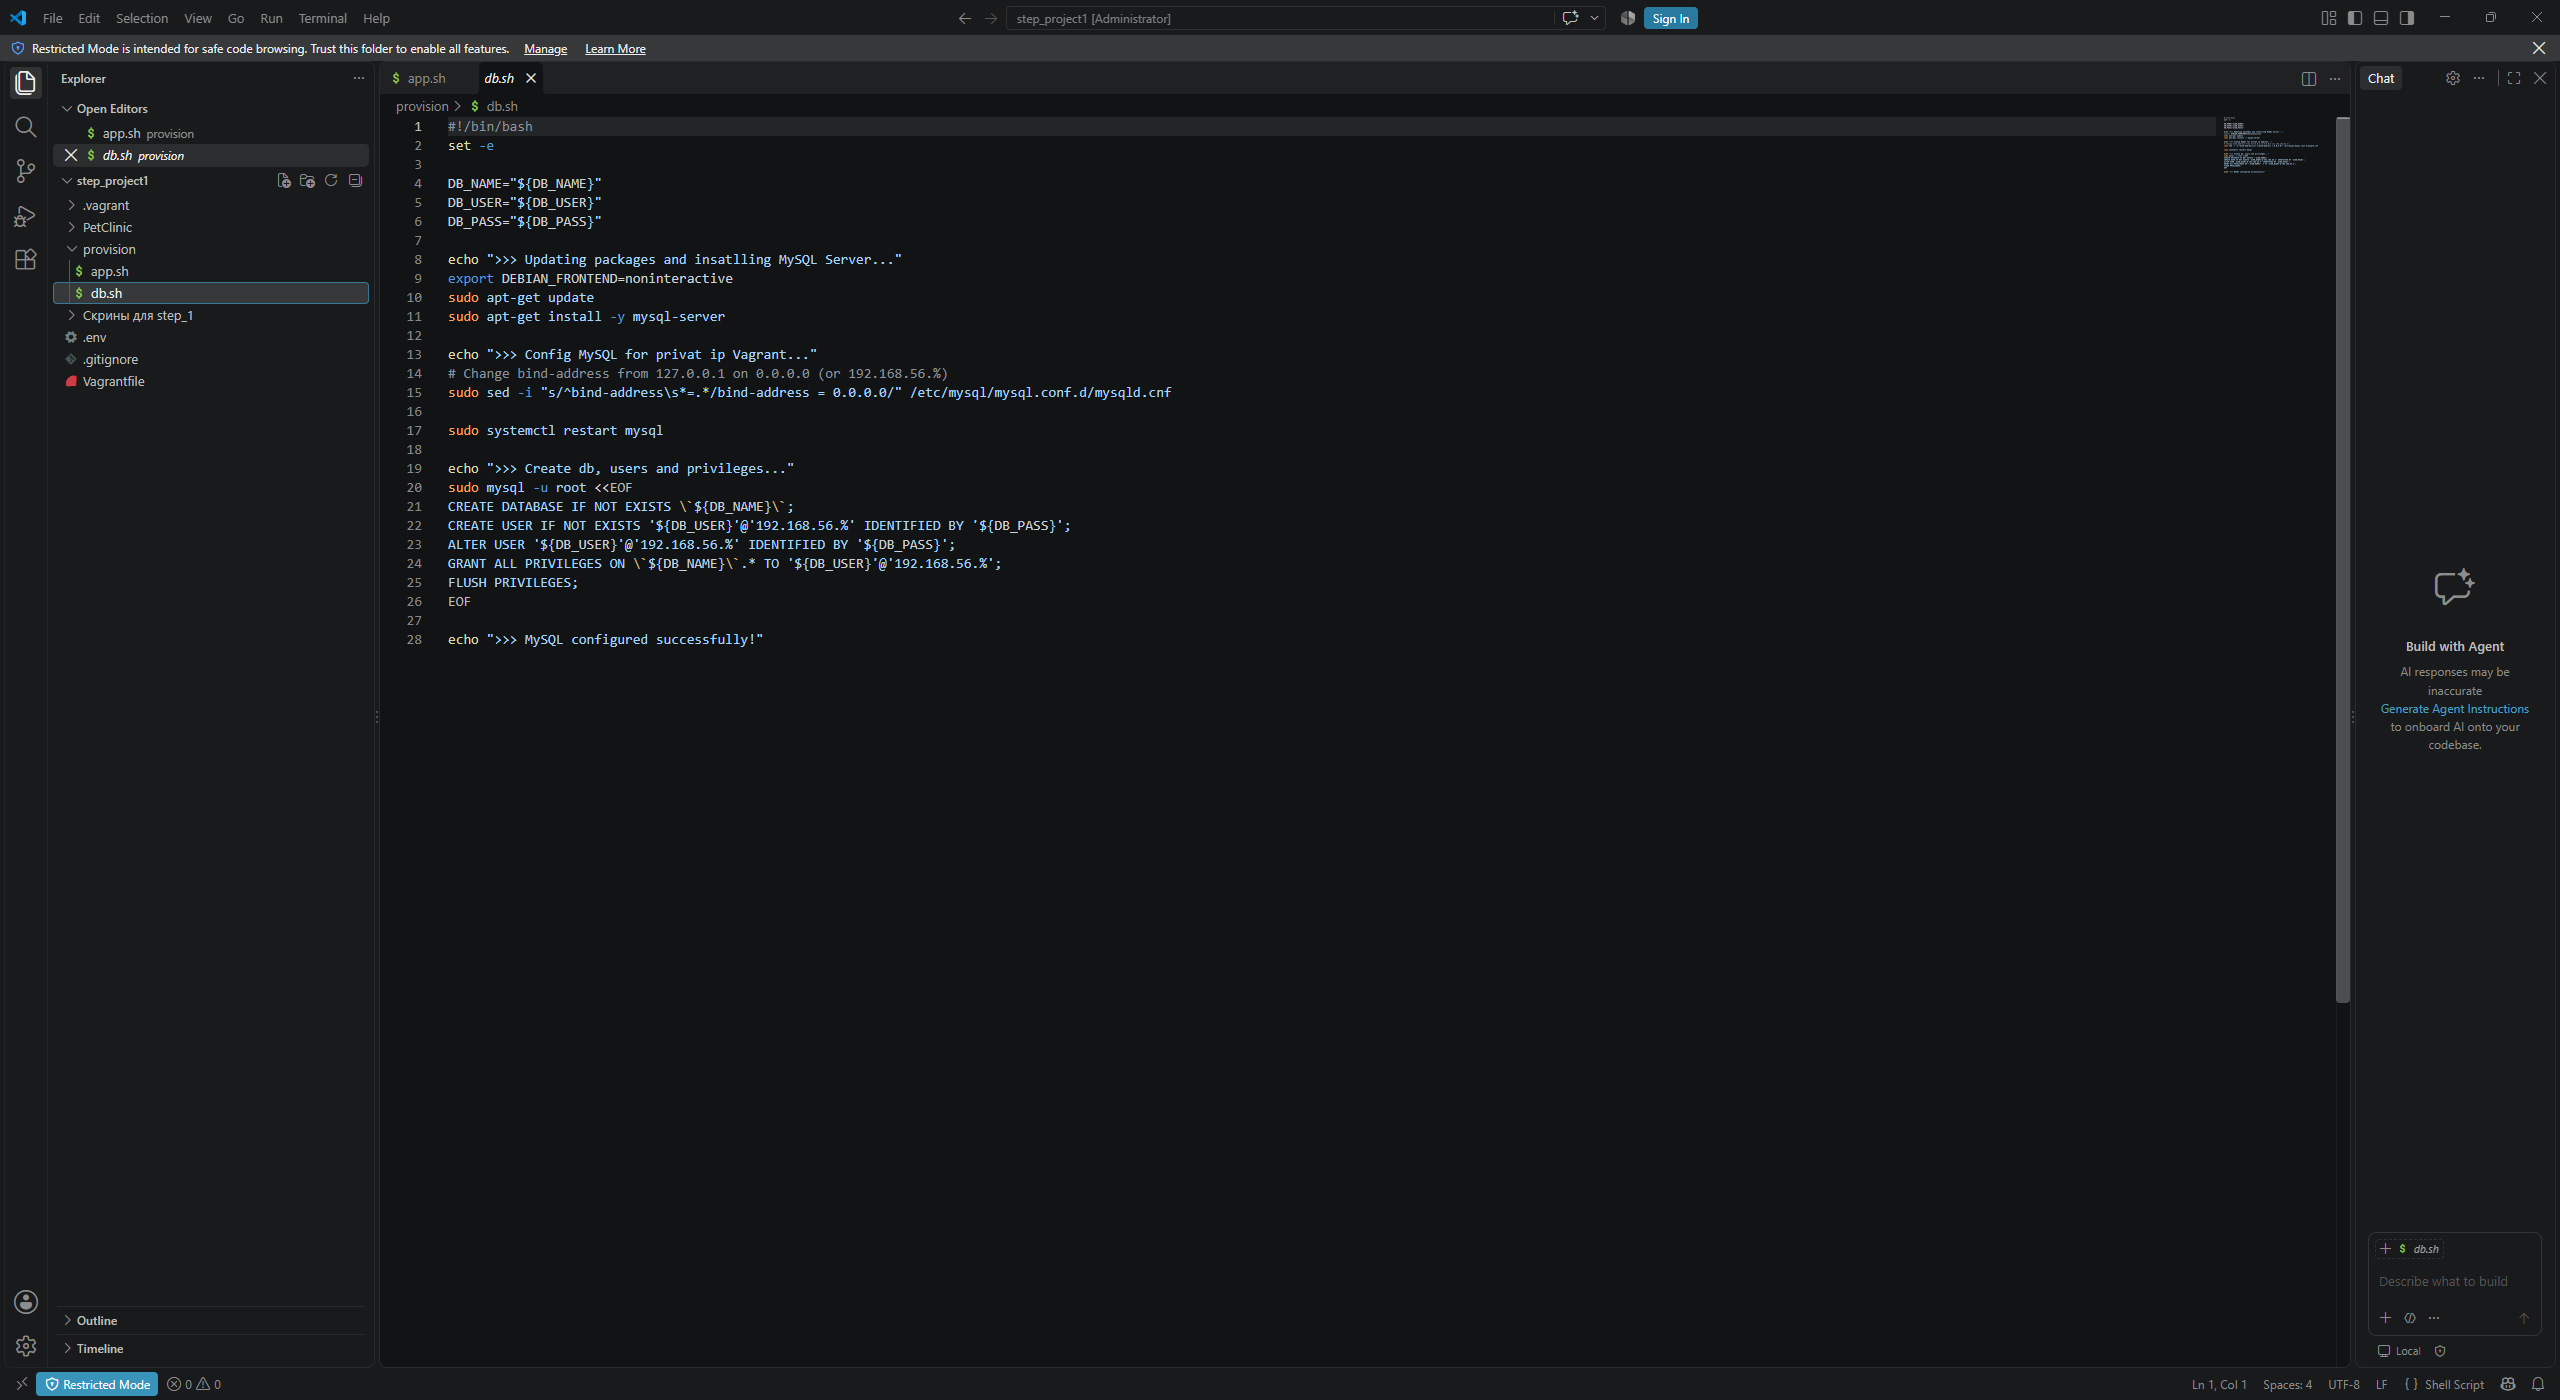 File Edit Selection View Go Run Terminal Help
step_project1 [Administrator]
Sign In
Restricted Mode is intended for safe code browsing. Trust this folder to enable all features. Manage Learn More
Explorer
Open Editors
$ app.sh provision
$ db.sh provision
step_project1
.vagrant
PetClinic
provision
$ app.sh
$ db.sh
Скрины для step_1
.env
.gitignore
Vagrantfile
Outline
Timeline
$ app.sh
db.sh
provision > $ db.sh
1 #!/bin/bash
2 set -e
3
4 DB_NAME="${DB_NAME}"
5 DB_USER="${DB_USER}"
6 DB_PASS="${DB_PASS}"
7
8 echo ">>> Updating packages and insatlling MySQL Server..."
9 export DEBIAN_FRONTEND=noninteractive
10 sudo apt-get update
11 sudo apt-get install -y mysql-server
12
13 echo ">>> Config MySQL for privat ip Vagrant..."
14 # Change bind-address from 127.0.0.1 on 0.0.0.0 (or 192.168.56.%)
15 sudo sed -i "s/^bind-address\s*=.*/bind-address = 0.0.0.0/" /etc/mysql/mysql.conf.d/mysqld.cnf
16
17 sudo systemctl restart mysql
18
19 echo ">>> Create db, users and privileges..."
20 sudo mysql -u root <<EOF
21 CREATE DATABASE IF NOT EXISTS \`${DB_NAME}\`;
22 CREATE USER IF NOT EXISTS '${DB_USER}'@'192.168.56.%' IDENTIFIED BY '${DB_PASS}';
23 ALTER USER '${DB_USER}'@'192.168.56.%' IDENTIFIED BY '${DB_PASS}';
24 GRANT ALL PRIVILEGES ON \`${DB_NAME}\`.* TO '${DB_USER}'@'192.168.56.%';
25 FLUSH PRIVILEGES;
26 EOF
27
28 echo ">>> MySQL configured successfully!"
Chat
Build with Agent
AI responses may be
inaccurate
Generate Agent Instructions
to onboard AI onto your
codebase.
$ db.sh
Describe what to build
Local
Restricted Mode
0 0
Ln 1, Col 1 Spaces: 4 UTF-8 LF {} Shell Script